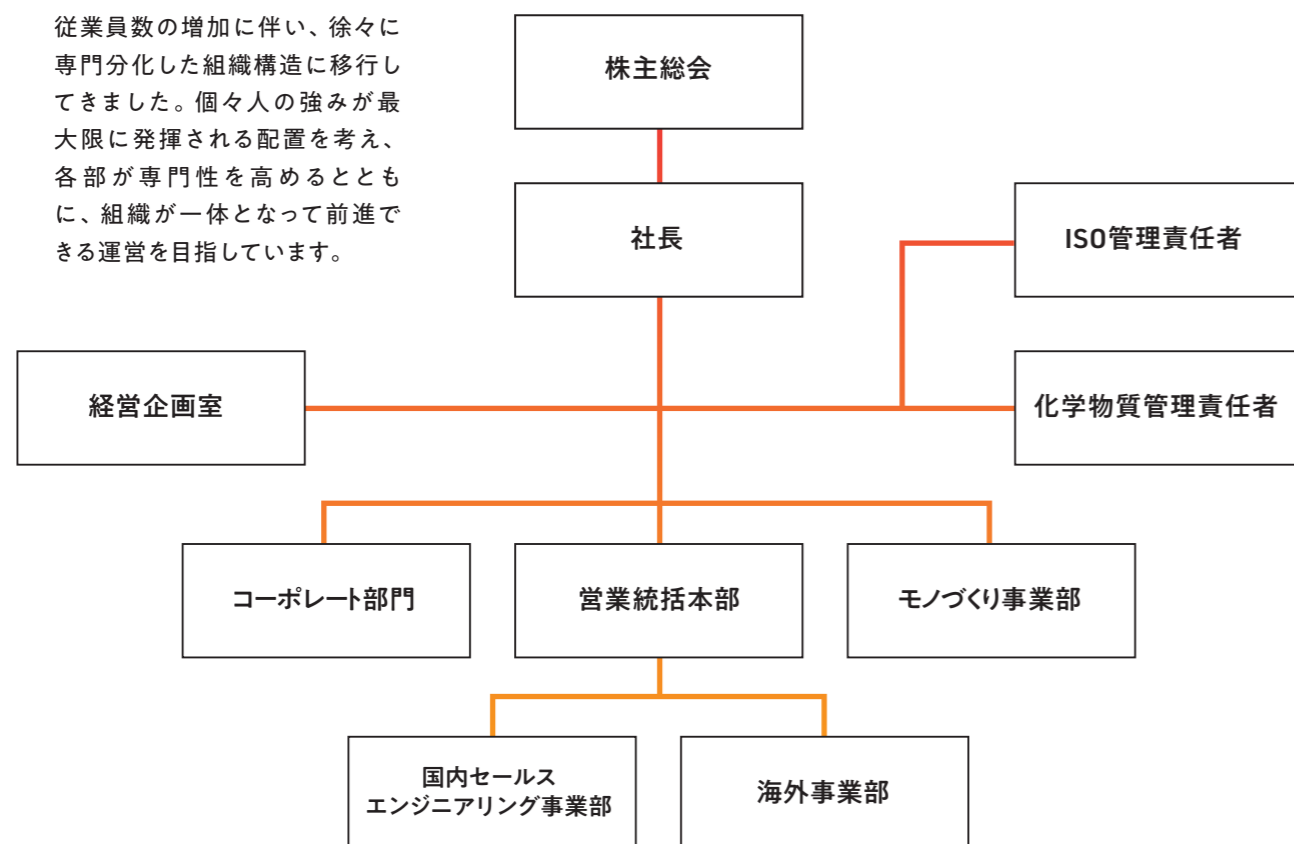 従業員数の増加に伴い、徐々に
専門分化した組織構造に移行し
てきました。個々人の強みが最
大限に発揮される配置を考え、
各部が専門性を高めるととも
に、組織が一体となって前進で
きる運営を目指しています。
株主総会
社長
ISO管理責任者
経営企画室
化学物質管理責任者
コーポレート部門
営業統括本部
モノづくり事業部
国内セールス
エンジニアリング事業部
海外事業部